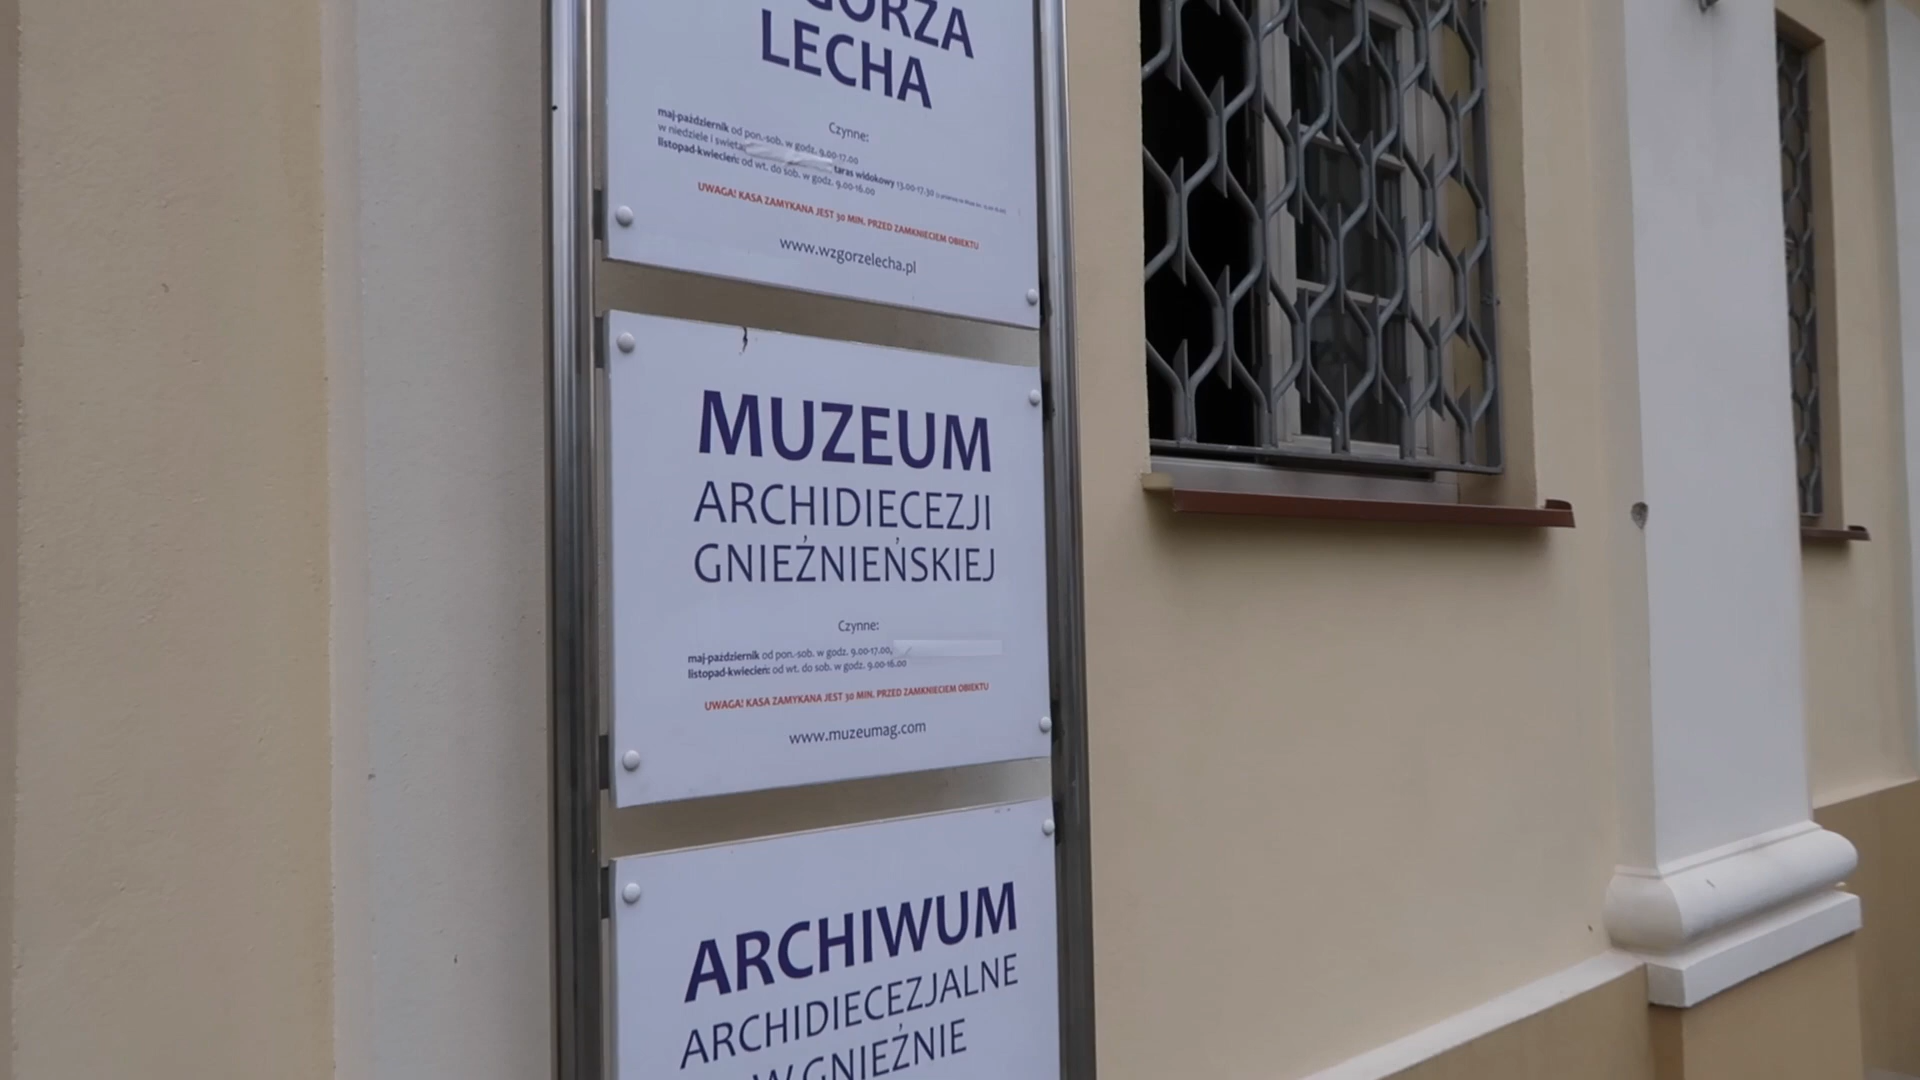 GÓRZA
LECHA
Czynne:
maj-październik od pon.-sob. w godz. 9.00-17.00
w niedziele i święta taras widokowy 13.00-17.30
listopad-kwiecień: od wt. do sob. w godz. 9.00-16.00
UWAGA! KASA ZAMYKANA JEST 30 MIN. PRZED ZAMKNIECIEM OBIEKTU
www.wzgorzelecha.pl
MUZEUM
ARCHIDIECEZJI
GNIEŹNIEŃSKIEJ
Czynne:
maj-październik od pon.-sob. w godz. 9.00-17.00,
listopad-kwiecień: od wt. do sob. w godz. 9.00-16.00
UWAGA! KASA ZAMYKANA JEST 30 MIN. PRZED ZAMKNIECIEM OBIEKTU
www.muzeumag.com
ARCHIWUM
ARCHIDIECEZJALNE
W GNIEŹNIE